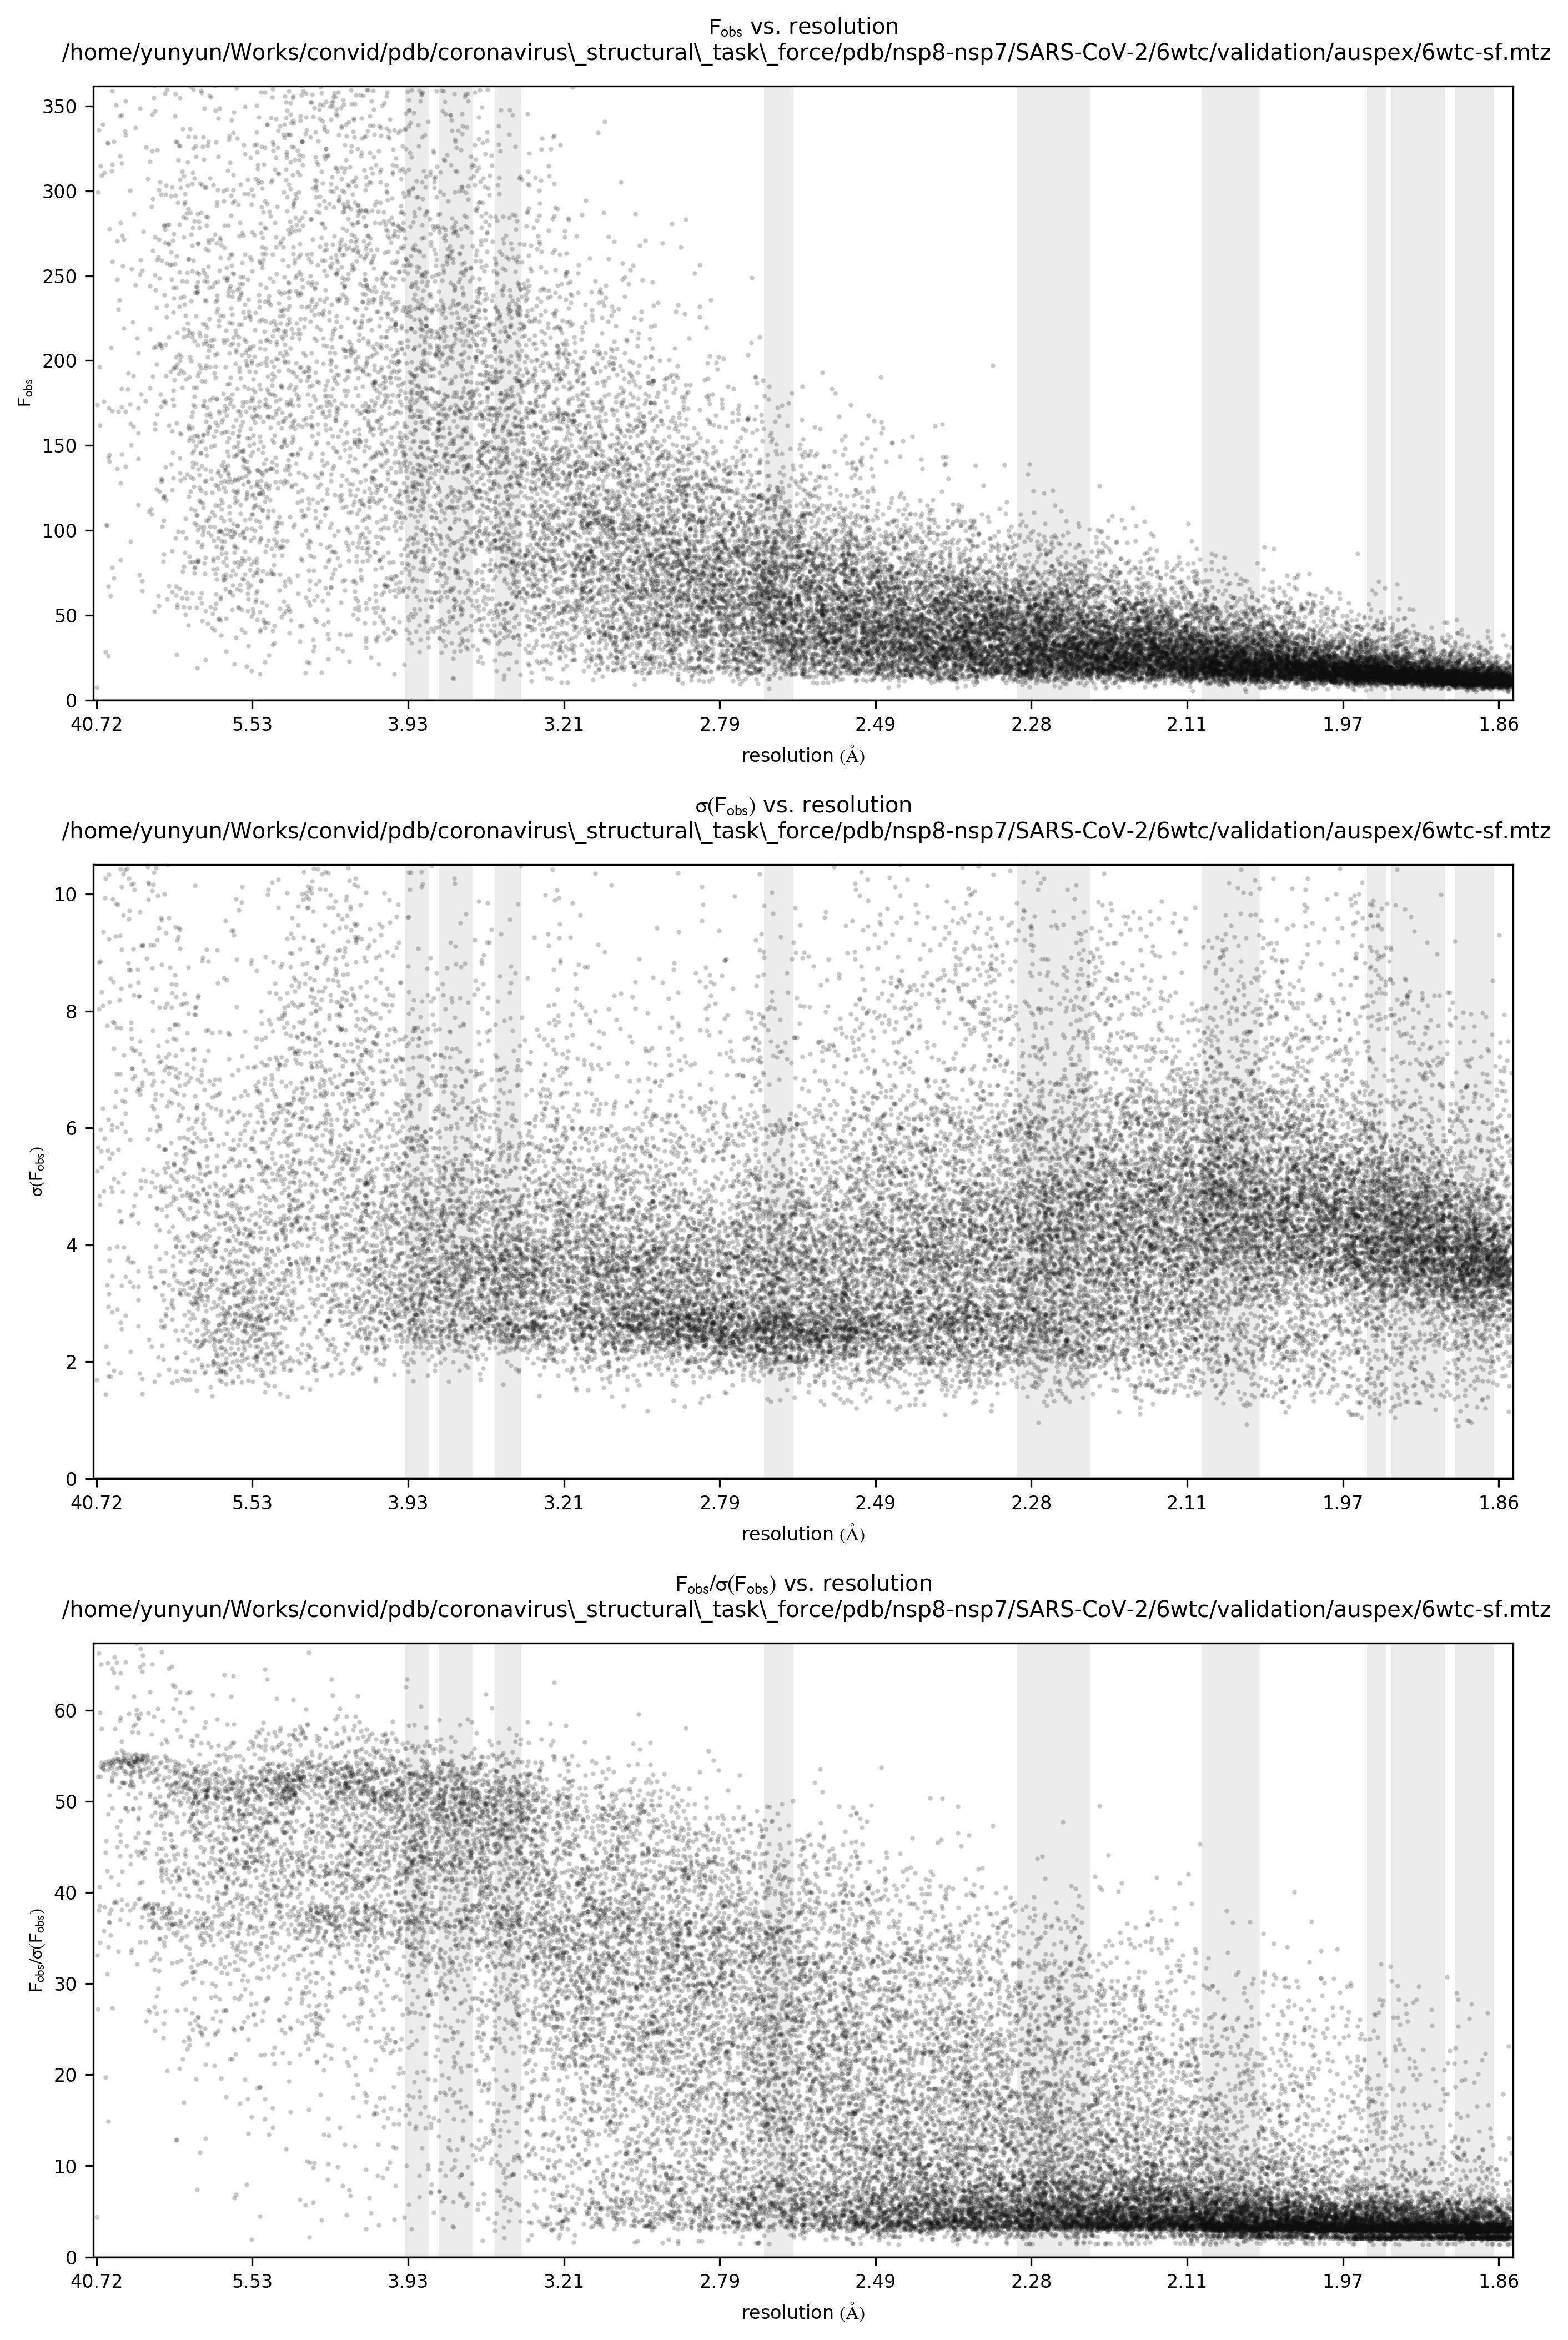 Fobs vs. resolution
/home/yunyun/Works/convid/pdb/coronavirus\_structural\_task\_force/pdb/nsp8-nsp7/SARS-CoV-2/6wtc/validation/auspex/6wtc-sf.mtz
350
300
250
200
150
100
50
0
Fobs
40.72 5.53 3.93 3.21 2.79 2.49 2.28 2.11 1.97 1.86
resolution (Å)
σ(Fobs) vs. resolution
/home/yunyun/Works/convid/pdb/coronavirus\_structural\_task\_force/pdb/nsp8-nsp7/SARS-CoV-2/6wtc/validation/auspex/6wtc-sf.mtz
10
8
6
4
2
0
σ(Fobs)
40.72 5.53 3.93 3.21 2.79 2.49 2.28 2.11 1.97 1.86
resolution (Å)
Fobs/σ(Fobs) vs. resolution
/home/yunyun/Works/convid/pdb/coronavirus\_structural\_task\_force/pdb/nsp8-nsp7/SARS-CoV-2/6wtc/validation/auspex/6wtc-sf.mtz
60
50
40
30
20
10
0
Fobs/σ(Fobs)
40.72 5.53 3.93 3.21 2.79 2.49 2.28 2.11 1.97 1.86
resolution (Å)